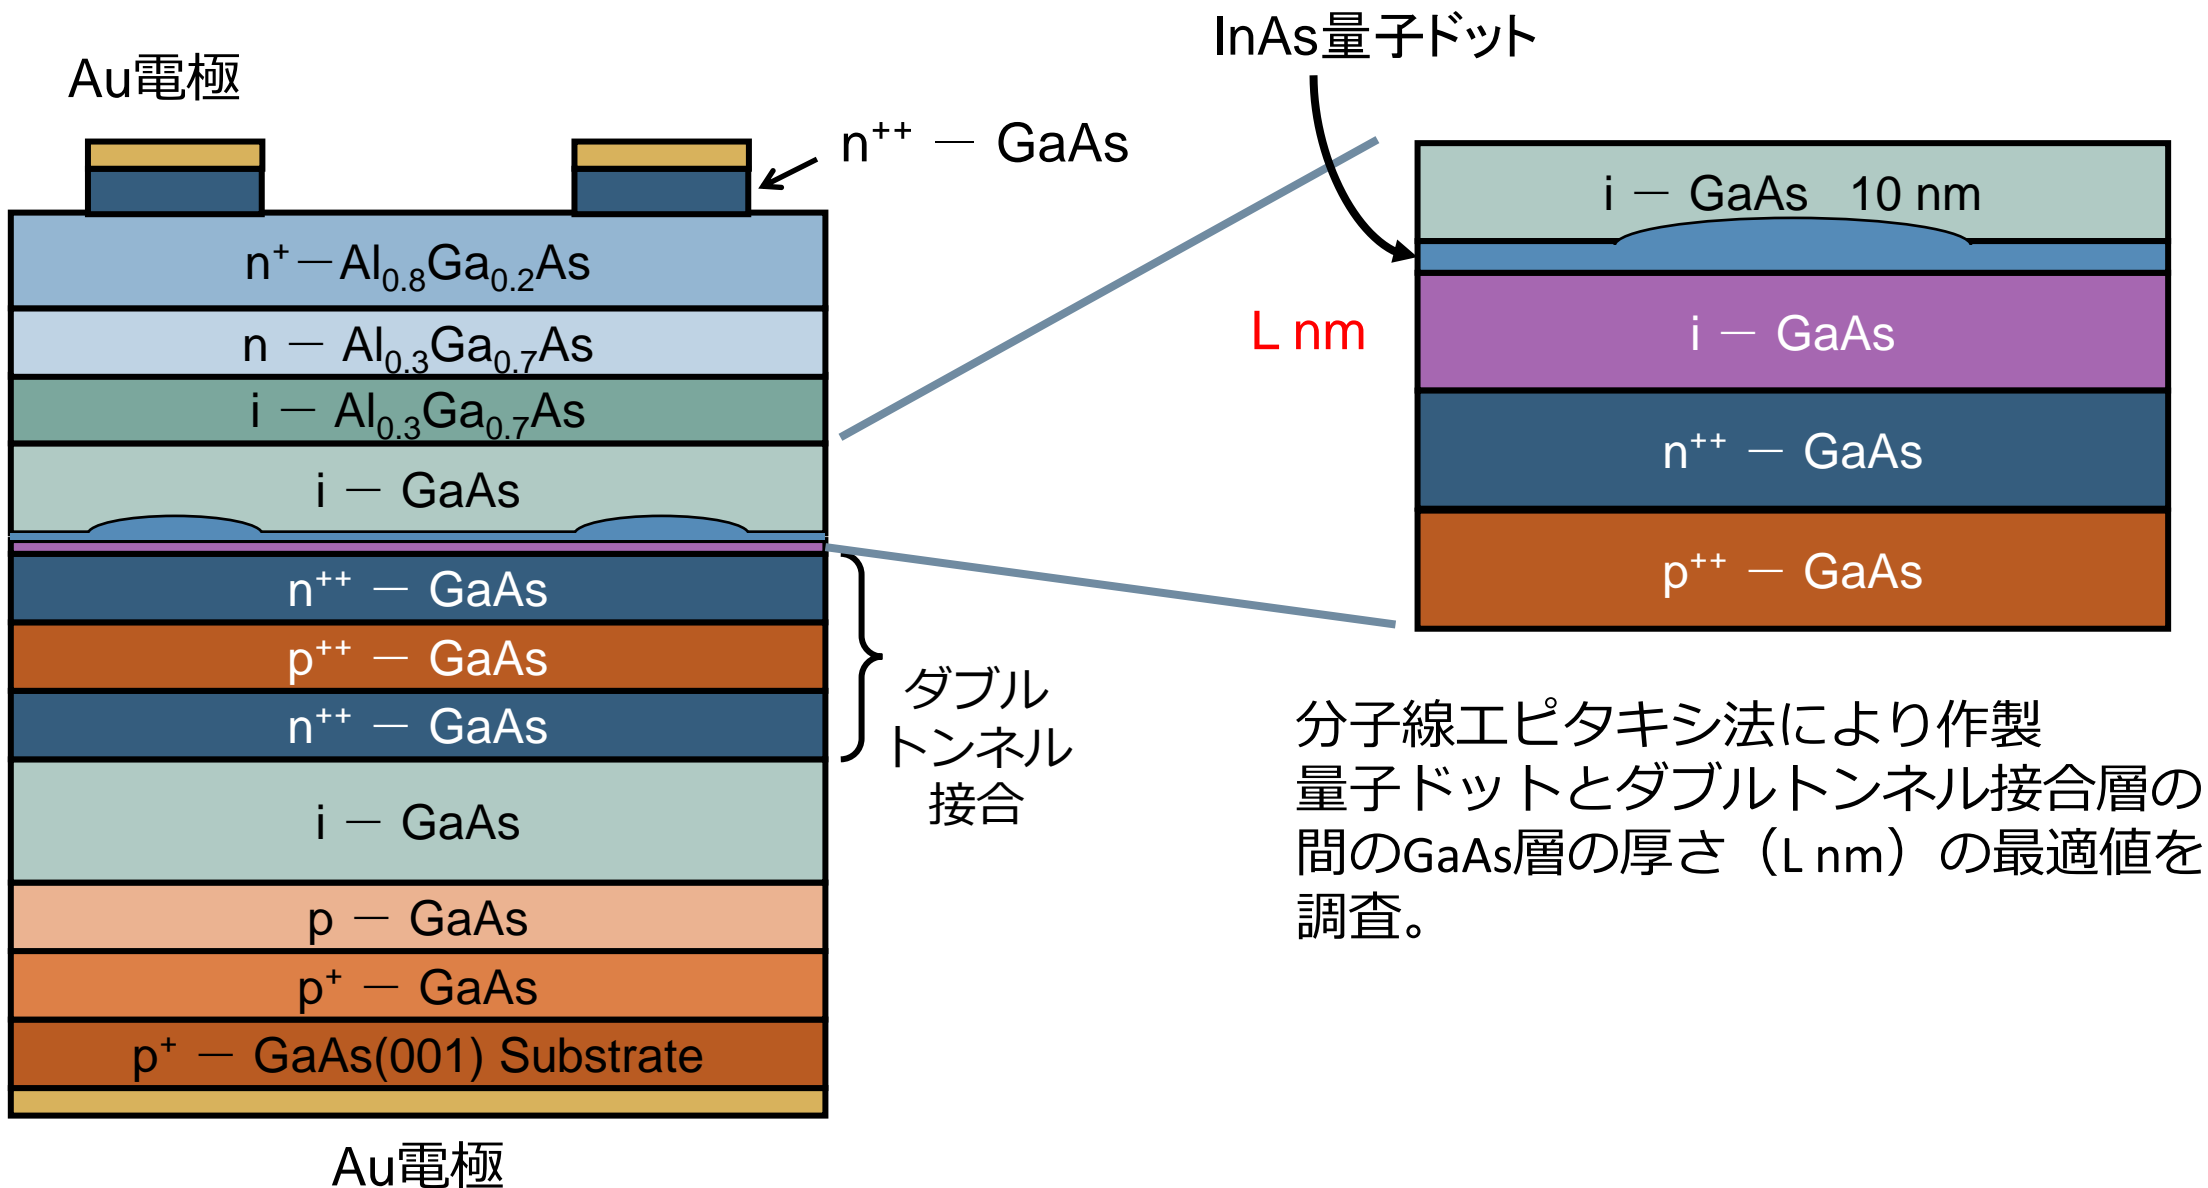 Au電極
n++ − GaAs
n+−Al0.8Ga0.2As
n − Al0.3Ga0.7As
i − Al0.3Ga0.7As
i − GaAs
n++ − GaAs
p++ − GaAs
n++ − GaAs
i − GaAs
p − GaAs
p+ − GaAs
p+ − GaAs(001) Substrate
Au電極
ダブル
トンネル
接合
InAs量子ドット
i − GaAs 10 nm
L nm
i − GaAs
n++ − GaAs
p++ − GaAs
分子線エピタキシ法により作製
量子ドットとダブルトンネル接合層の
間のGaAs層の厚さ（L nm）の最適値を
調査。